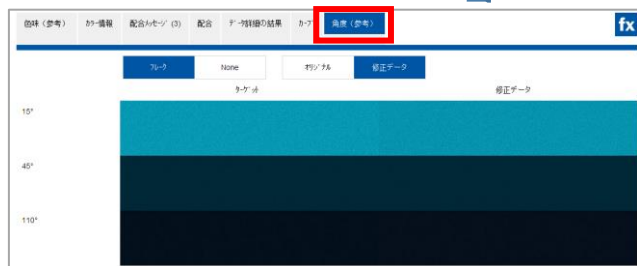 色味（参考） ｶﾗｰ情報 配合ﾒｯｾｰｼﾞ (3) 配合 ﾃﾞｰﾀ詳細の結果 ｶｰﾌﾞ 角度（参考） fx
ﾌﾚｰｸ None ｵﾘｼﾞﾅﾙ 修正データ
ﾀｰｹﾞｯﾄ 修正データ
15°
45°
110°